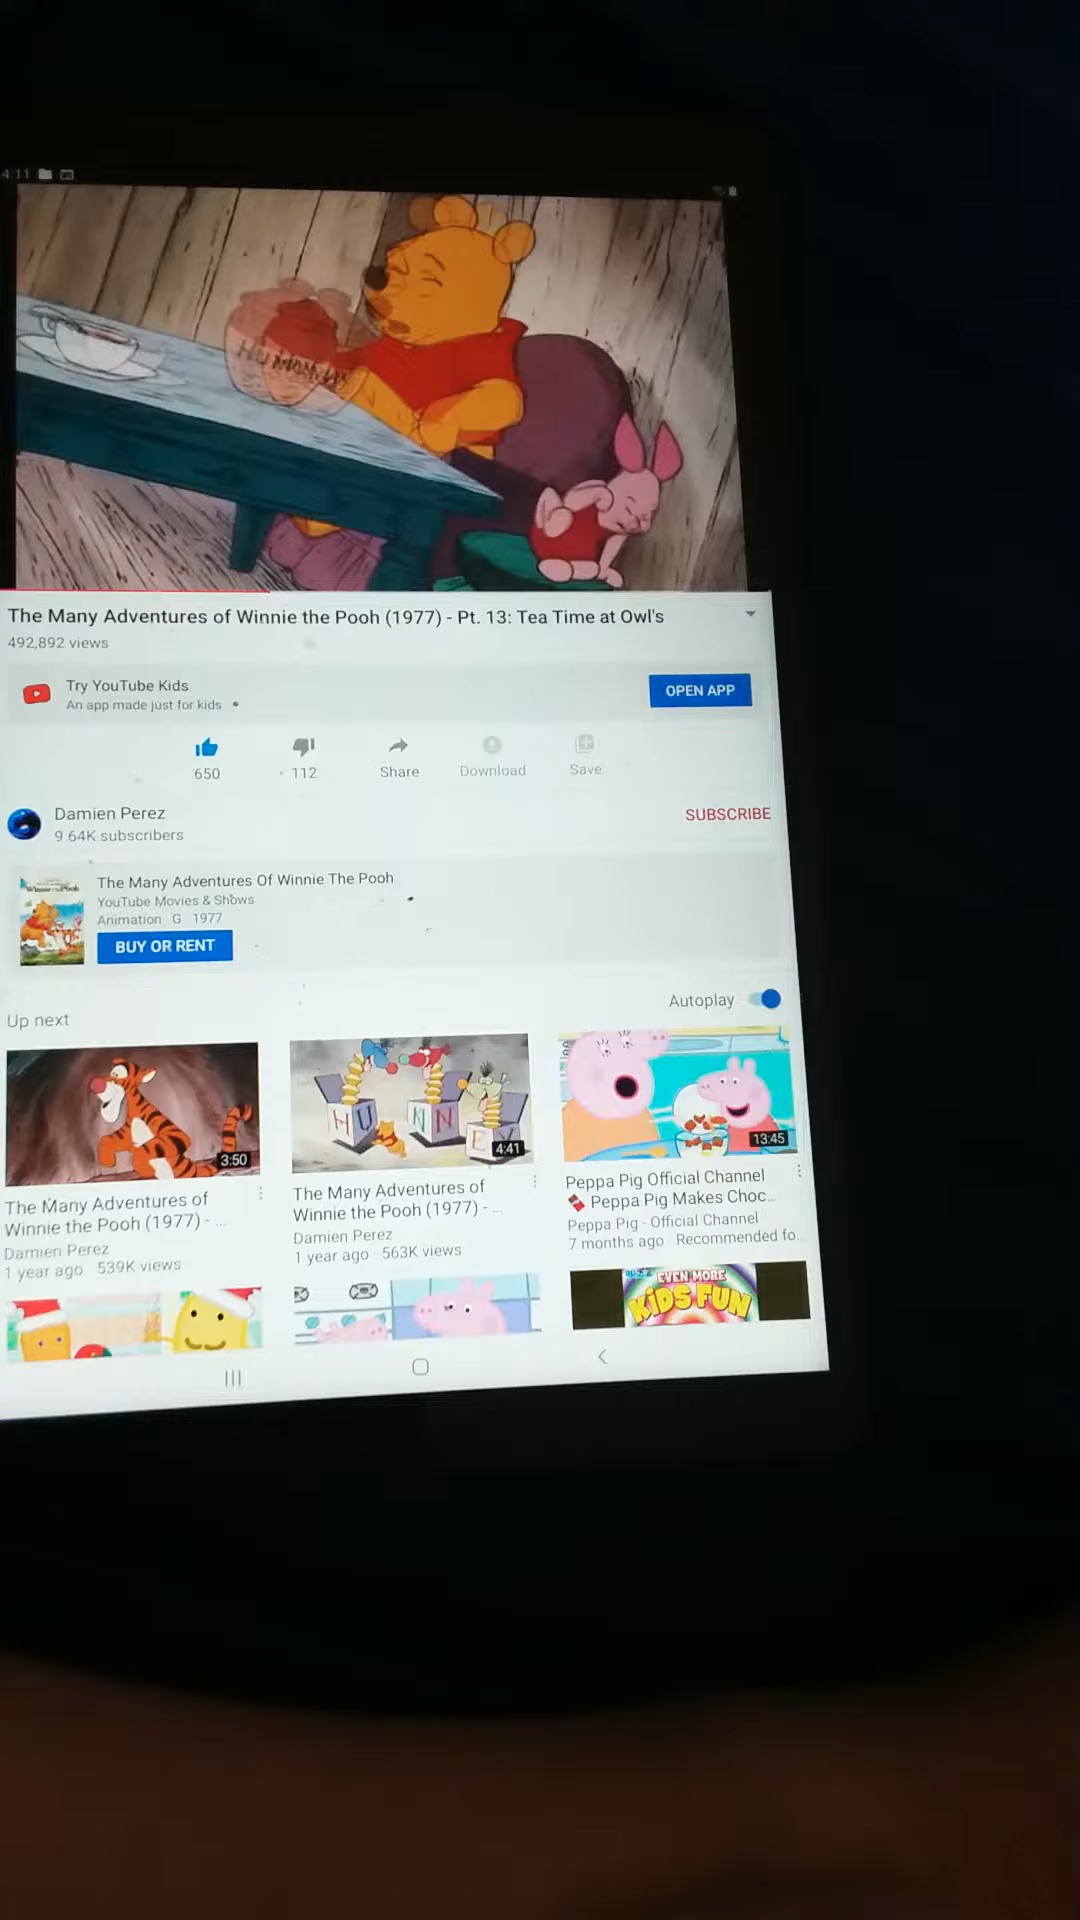 4:11
The Many Adventures of Winnie the Pooh (1977) - Pt. 13: Tea Time at Owl's
492,892 views
Try YouTube Kids
An app made just for kids
OPEN APP
650
112
Share
Download
Save
Damien Perez
9.64K subscribers
SUBSCRIBE
The Many Adventures Of Winnie The Pooh
YouTube Movies & Shows
Animation G 1977
BUY OR RENT
Up next
Autoplay
HUNNE
3:50
4:41
13:45
The Many Adventures of
Winnie the Pooh (1977) - ...
Damien Perez
1 year ago 539K views
The Many Adventures of
Winnie the Pooh (1977) - ...
Damien Perez
1 year ago · 563K views
Peppa Pig Official Channel
Peppa Pig Makes Choc...
Peppa Pig - Official Channel
7 months ago Recommended fo...
EVEN MORE
KiDS FUN